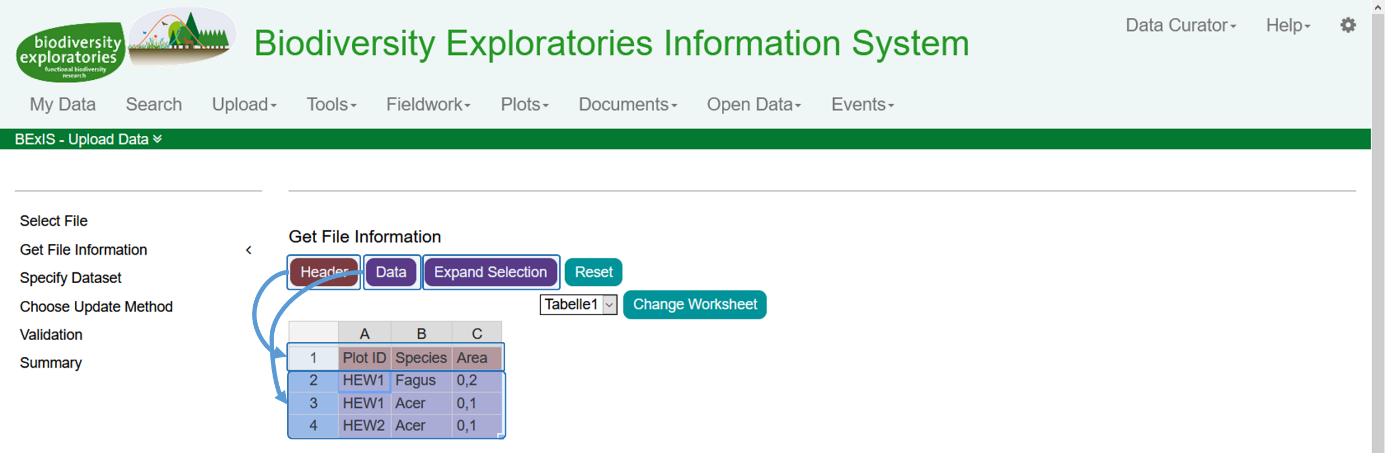 biodiversity
exploratories
functional biodiversity
research
Biodiversity Exploratories Information System
Data Curator
Help
My Data Search Upload Tools Fieldwork Plots Documents Open Data Events
BExIS - Upload Data
Select File
Get File Information
Specify Dataset
Choose Update Method
Validation
Summary
Get File Information
Header Data Expand Selection Reset
Tabelle1 Change Worksheet
A B C
1 Plot ID Species Area
2 HEW1 Fagus 0,2
3 HEW1 Acer 0,1
4 HEW2 Acer 0,1